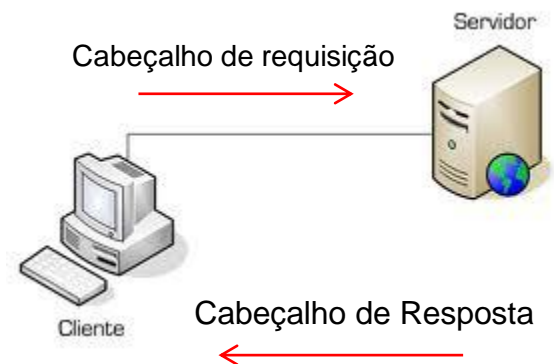 Servidor
Cabeçalho de requisição
Cliente
Cabeçalho de Resposta